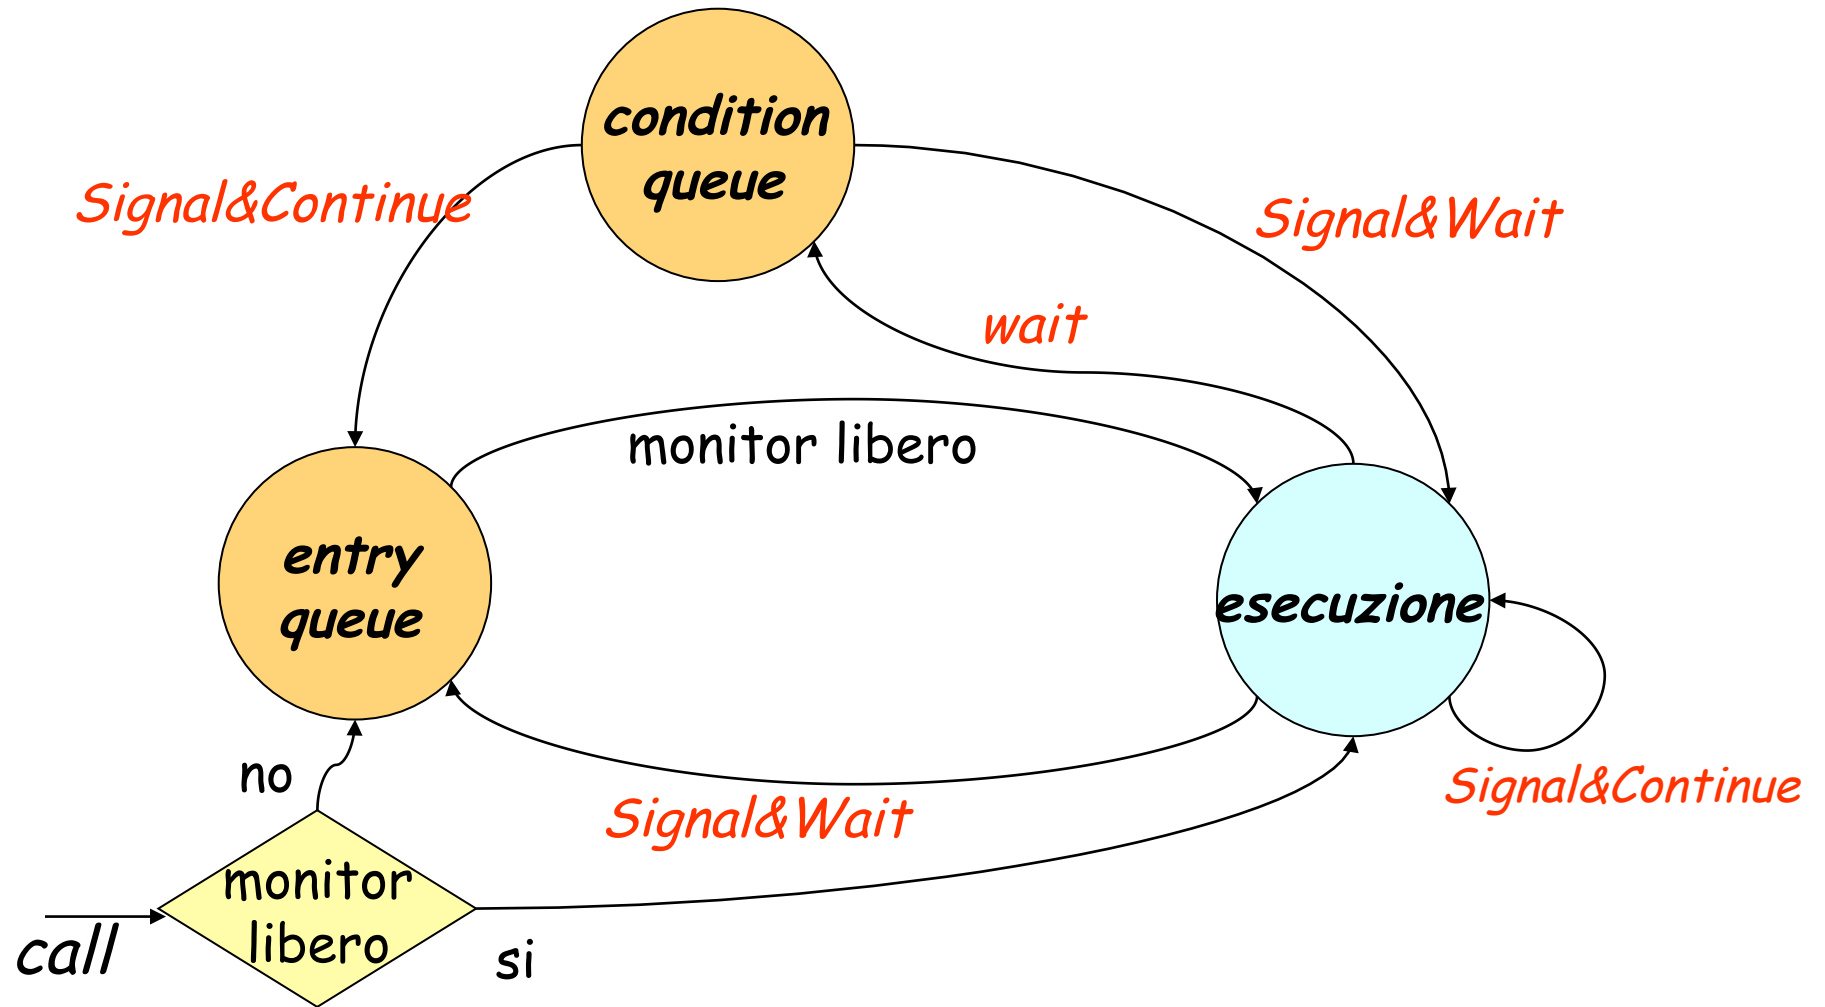 condition
queue
Signal&Continue
Signal&Wait
wait
monitor libero
entry
queue
esecuzione
no
Signal&Wait
Signal&Continue
monitor
libero
call
si